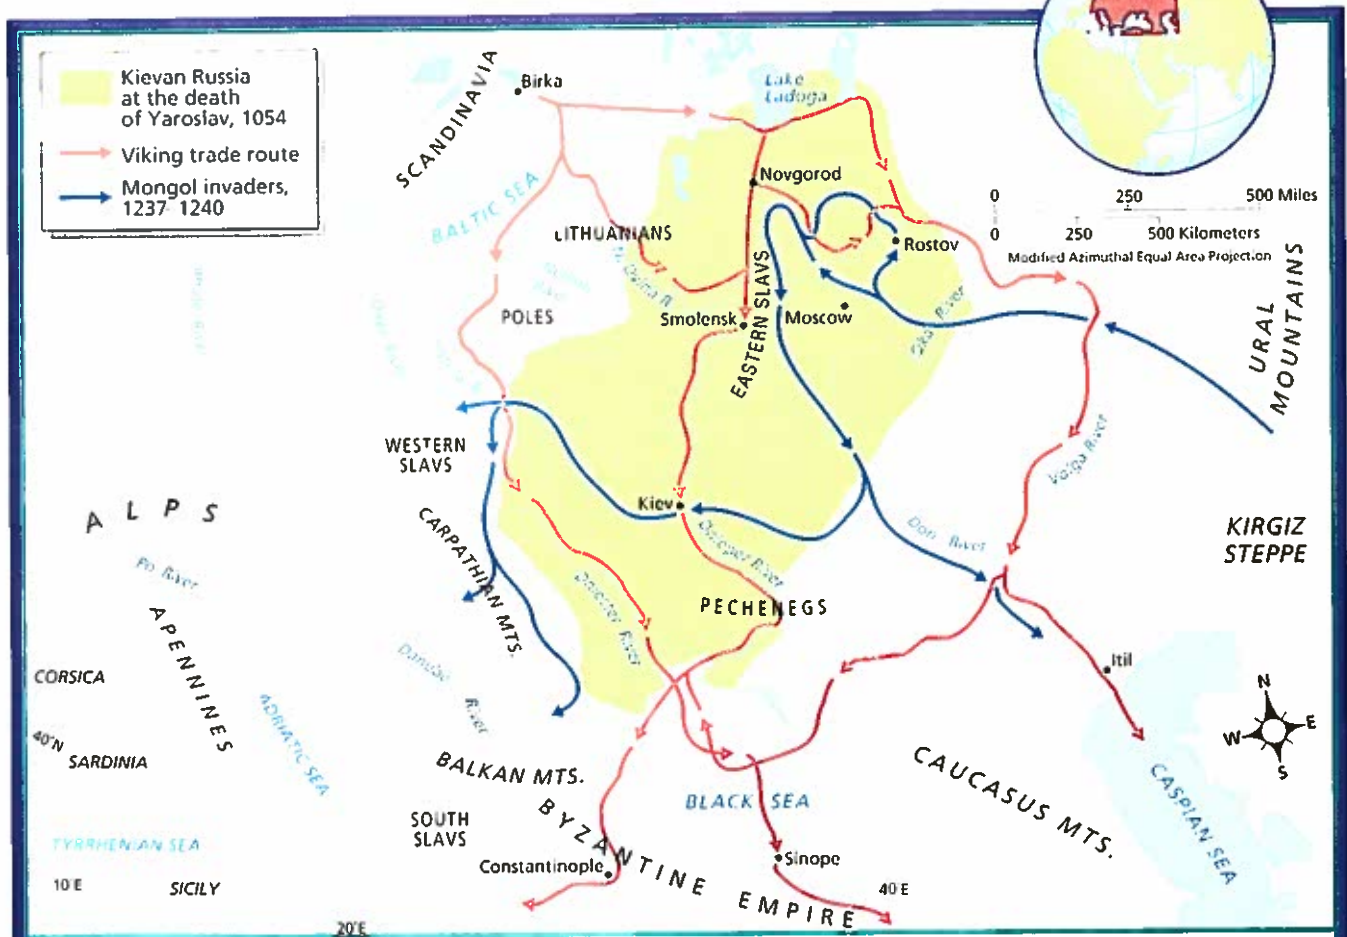 Kievan Russia
at the death
of Yaroslav, 1054
Viking trade route
Mongol invaders,
1237-1240
SCANDINAVIA
Birka
Lake
Ladoga
BALTIC SEA
Novgorod
0 250 500 Miles
0 250 500 Kilometers
Modified Azimuthal Equal Area Projection
LITHUANIANS
Rostov
URAL
MOUNTAINS
POLES
Smolensk
EASTERN SLAVS
Moscow
Oka River
WESTERN
SLAVS
Volga River
ALPS
CARPATHIAN MTS.
Kiev
Dnieper River
Don River
KIRGIZ
STEPPE
Po River
APENNINES
Dniester River
PECHENEGS
Danube
River
Itil
CORSICA
40°N
SARDINIA
ADRIATIC SEA
N
W E
S
BALKAN MTS.
BLACK SEA
CAUCASUS MTS.
CASPIAN SEA
SOUTH
SLAVS
BYZANTINE EMPIRE
TYRRHENIAN SEA
Constantinople
Sinope
10°E
SICILY
40°E
20°E